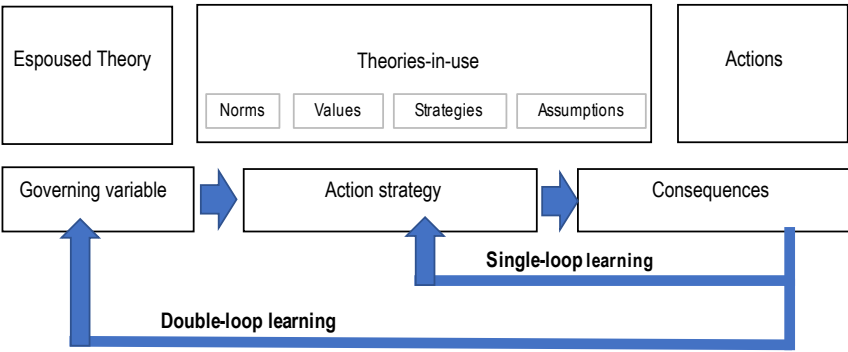 Espoused Theory
Theories-in-use
Actions
Norms
Values
Strategies
Assumptions
Governing variable
Action strategy
Consequences
Single-loop learning
Double-loop learning